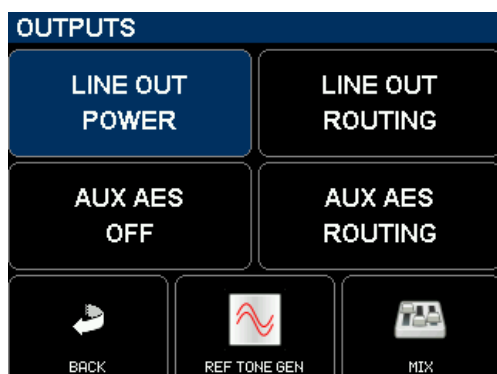 OUTPUTS
LINE OUT
POWER
LINE OUT
ROUTING
AUX AES
OFF
AUX AES
ROUTING
BACK
REF TONE GEN
MIX